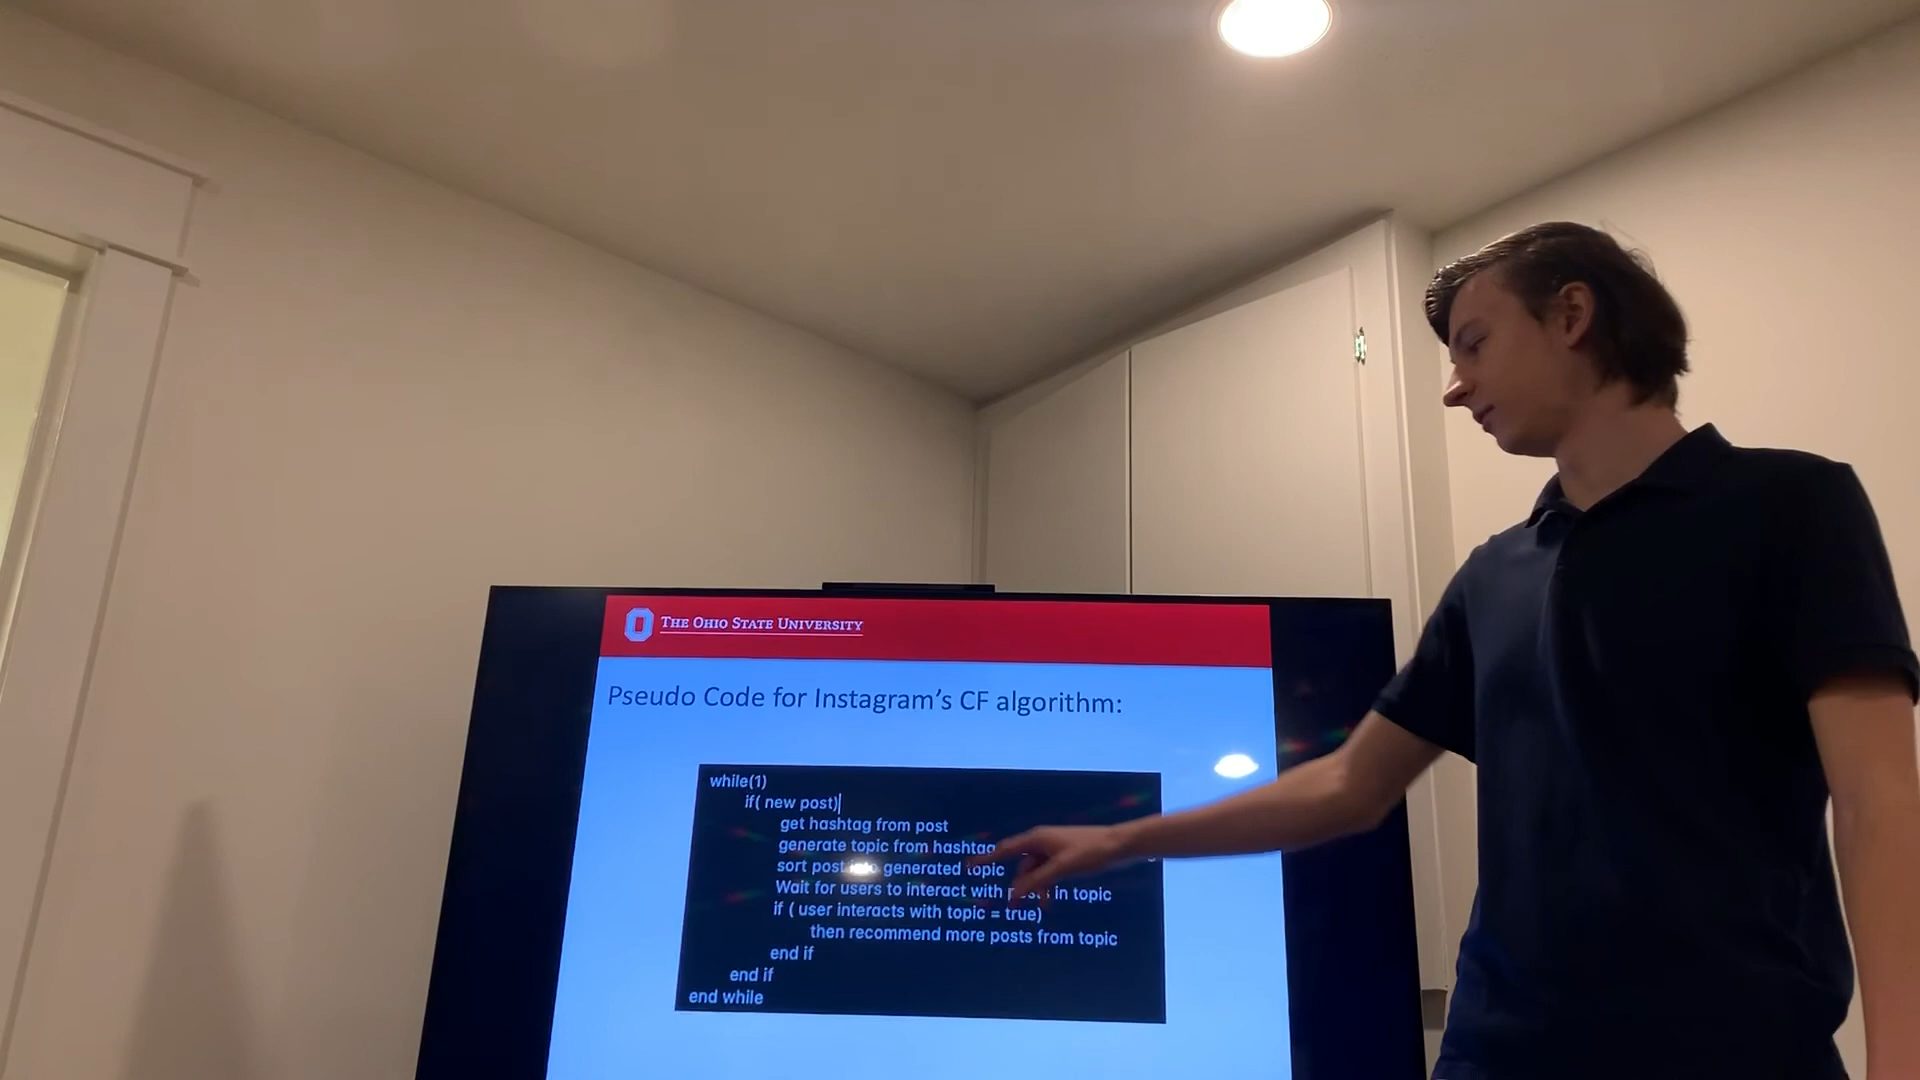 THE OHIO STATE UNIVERSITY
Pseudo Code for Instagram's CF algorithm:
while(1)
if( new post)
get hashtag from post
generate topic from hashtag
sort post generated topic
Wait for users to interact with in topic
if ( user interacts with topic = true)
then recommend more posts from topic
end if
end if
end while